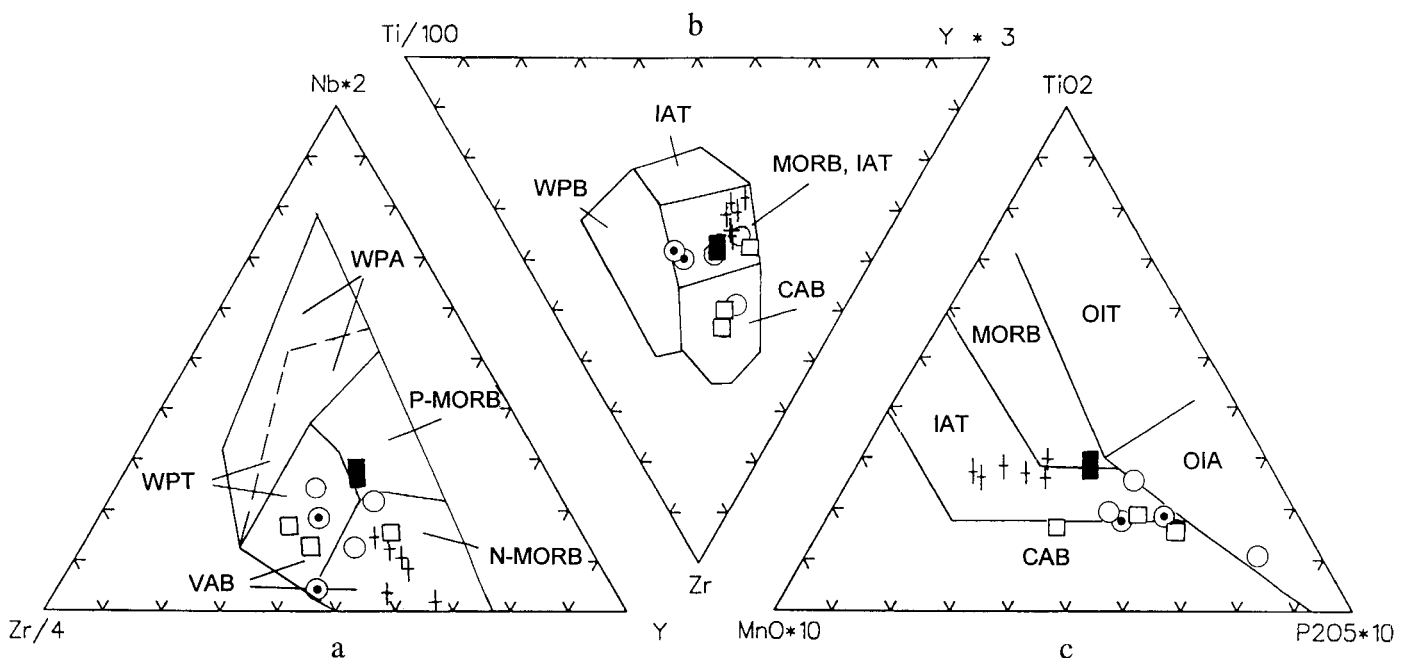 Nb*2
WPA
P-MORB
WPT
N-MORB
VAB
Zr/4
Y
a
b
Ti/100
Y * 3
IAT
MORB, IAT
WPB
CAB
Zr
TiO2
OIT
MORB
IAT
OIA
CAB
MnO*10
P2O5*10
c